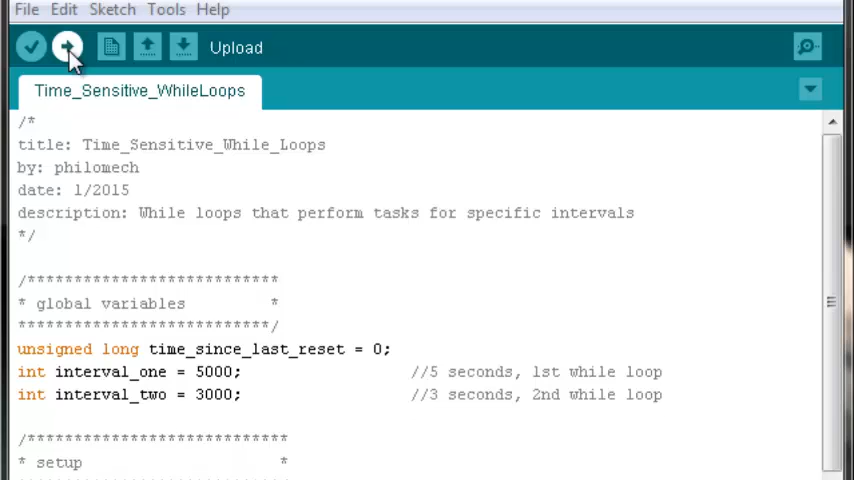 File Edit Sketch Tools Help
Upload
Time_Sensitive_WhileLoops
/*
title: Time_Sensitive_While_Loops
by: philomech
date: 1/2015
description: While loops that perform tasks for specific intervals
*/
/***************************
* global variables *
***************************/
unsigned long time_since_last_reset = 0;
int interval_one = 5000; //5 seconds, 1st while loop
int interval_two = 3000; //3 seconds, 2nd while loop
/****************************
* setup *